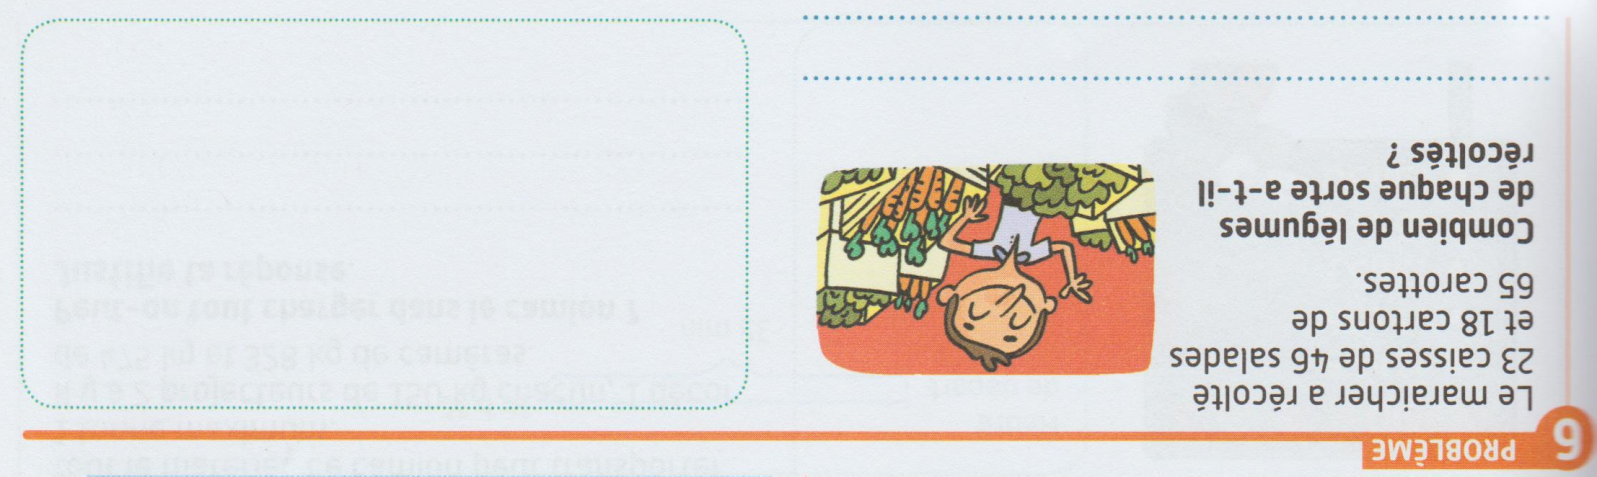 6 PROBLÈME
Le maraicher a récolté
23 caisses de 46 salades
et 18 cartons de
65 carottes.
Combien de légumes
de chaque sorte a-t-il
récoltés ?